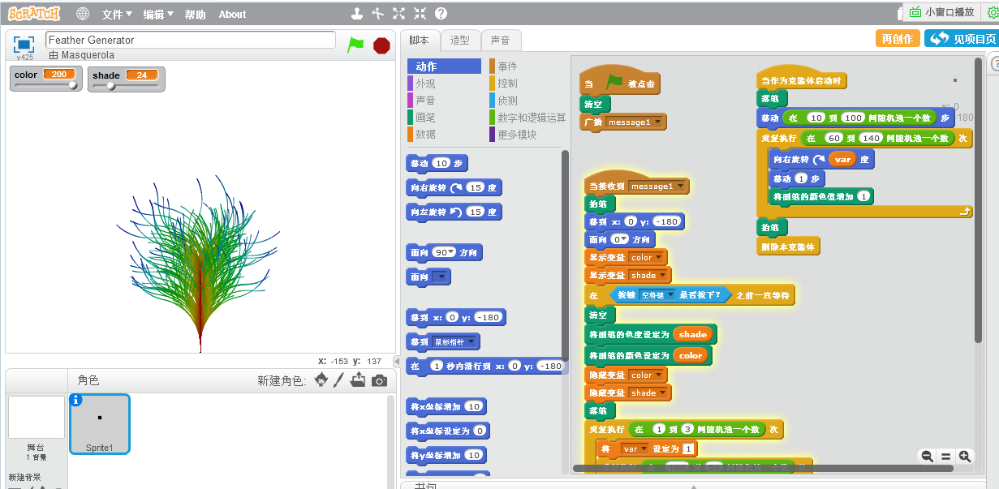 SCRATCH 文件▼ 编辑▼ 帮助 About
小窗口播放
Feather Generator
v425
由 Masquerola
color 200
shade 24
x: -153 y: 137
角色
新建角色:
舞台
1 背景
新建背景
Sprite1
脚本 造型 声音
再创作 见项目页
动作 事件
外观 控制
声音 侦测
画笔 数字和逻辑运算
数据 更多模块
移动 10 步
向右旋转 15 度
向左旋转 15 度
面向 90▼ 方向
面向
移到 x: 0 y: -180
移到 鼠标指针
在 1 秒内滑行到 x: 0 y: -180
将x坐标增加 10
将x坐标设定为 0
将y坐标增加 10
当 被点击
清空
广播 message1
当接收到 message1
抬笔
移到 x: 0 y: -180
面向 0▼ 方向
显示变量 color
显示变量 shade
在 按键 空格键 是否按下? 之前一直等待
清空
将画笔的色度设定为 shade
将画笔的颜色设定为 color
隐藏变量 color
隐藏变量 shade
落笔
重复执行 在 1 到 3 间随机选一个数 次
将 var 设定为 1
当作为克隆体启动时
落笔
移动 在 10 到 100 间随机选一个数 步
重复执行 在 60 到 140 间随机选一个数 次
向右旋转 var 度
移动 1 步
将画笔的颜色值增加 1
抬笔
删除本克隆体
x: 0
-180
书包